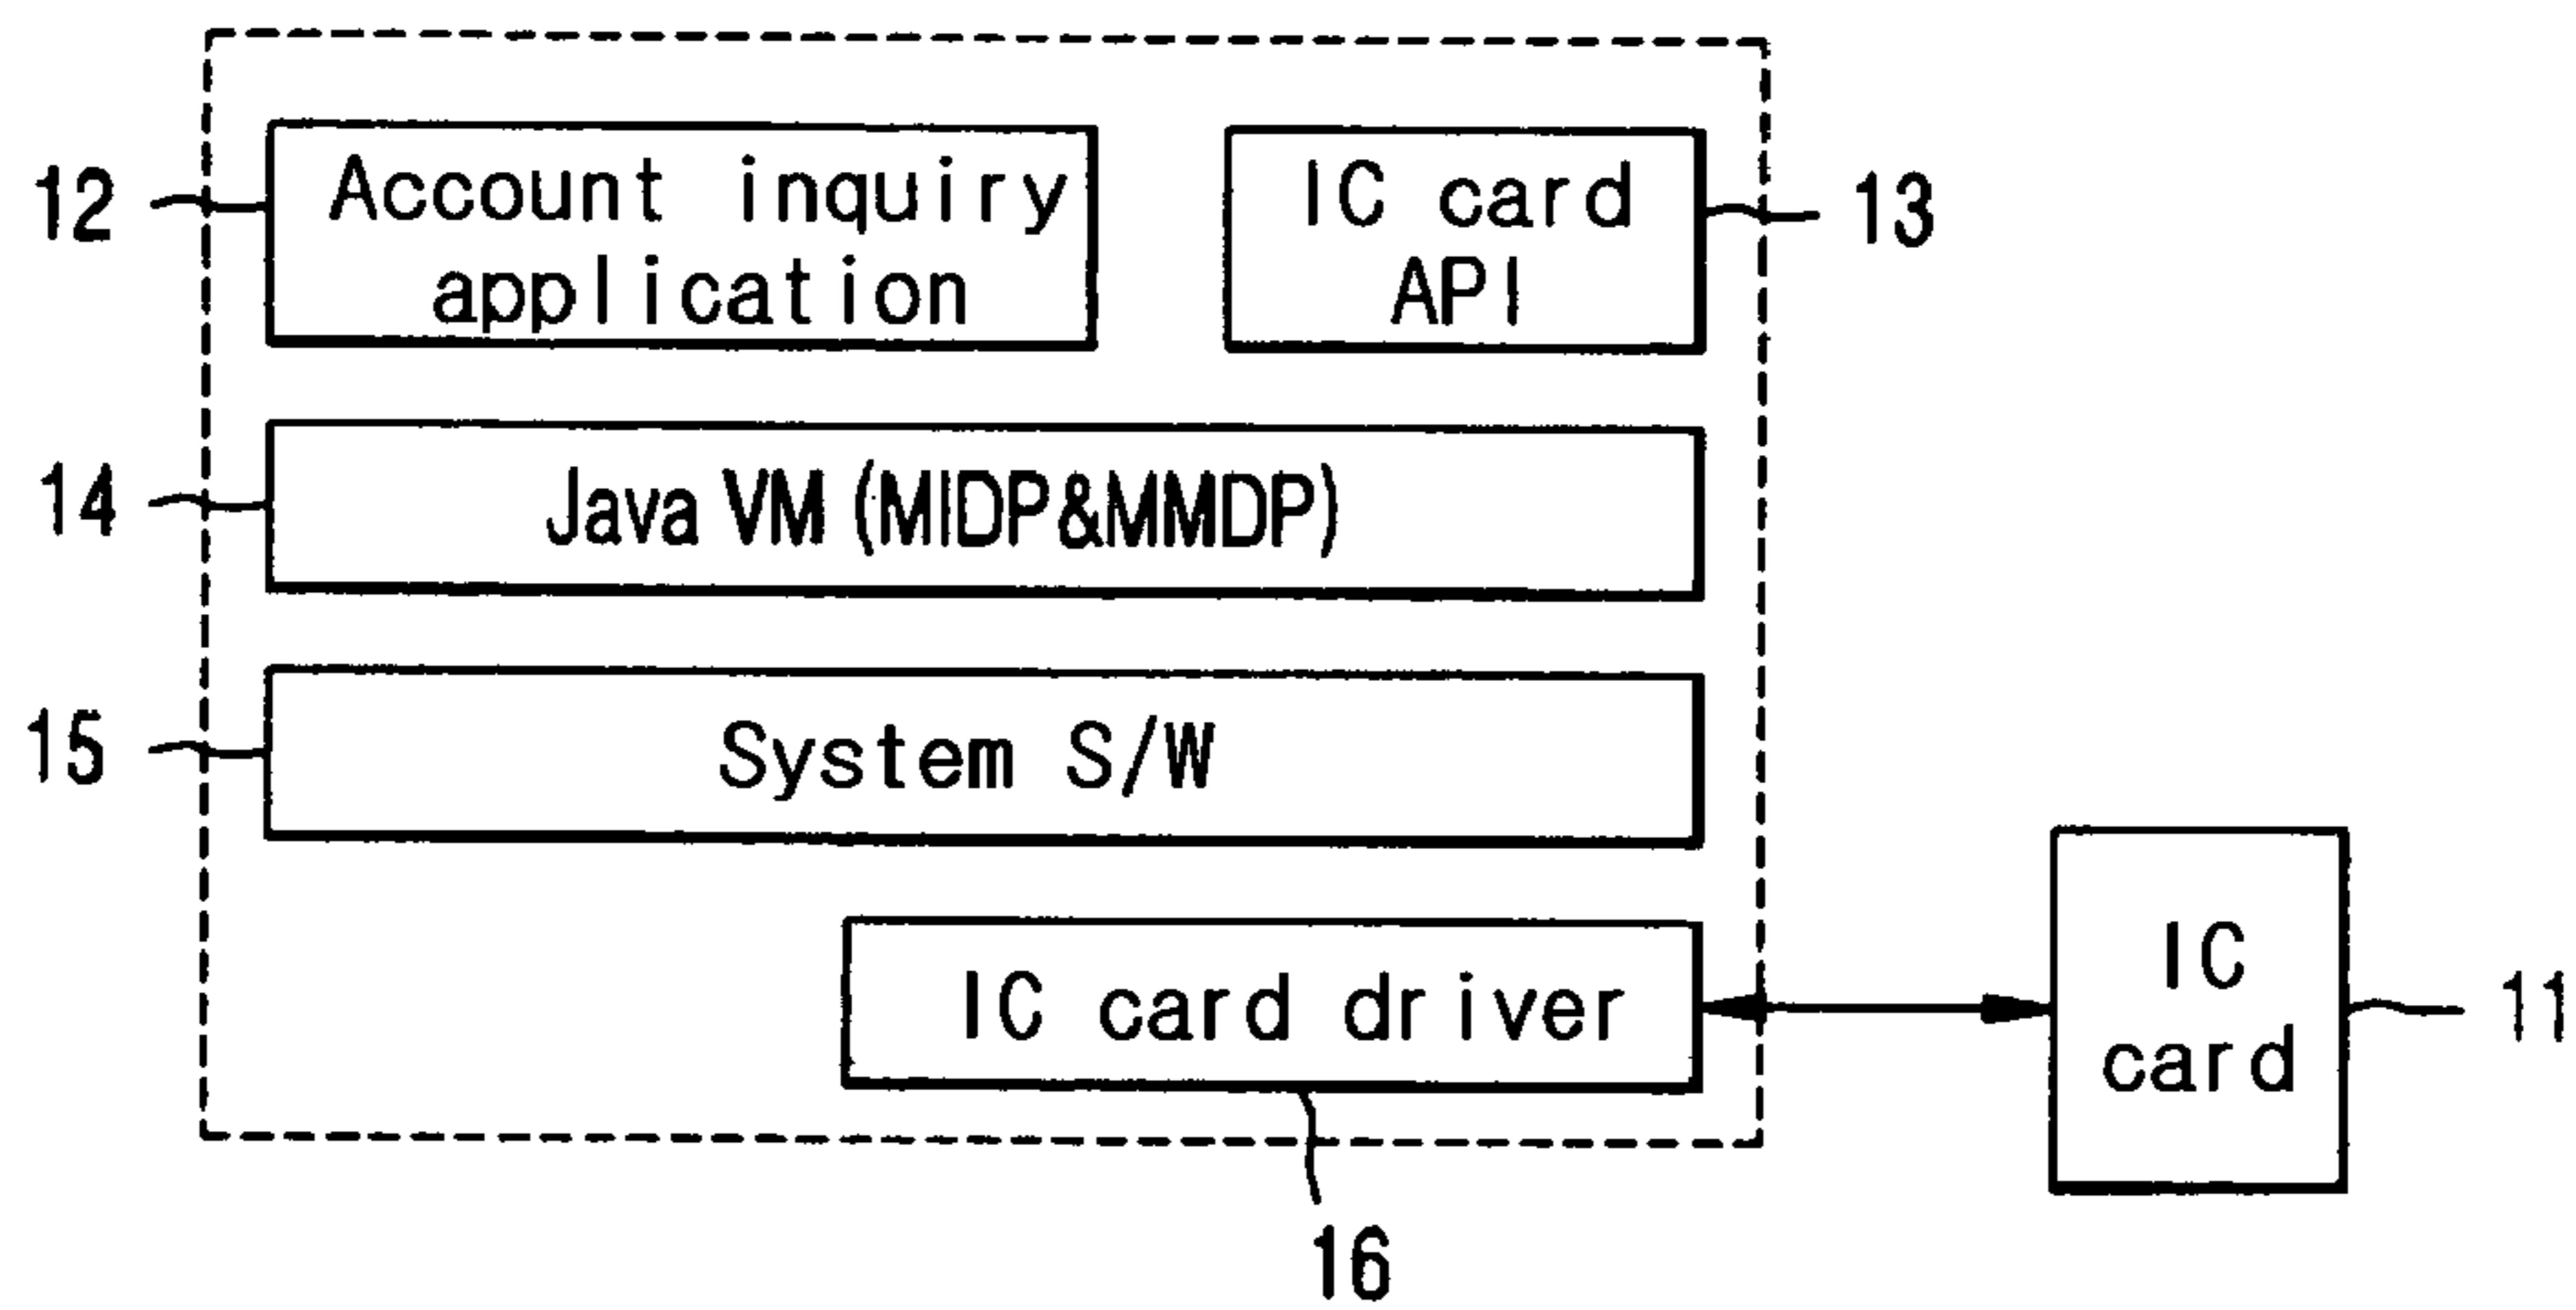 12
Account inquiry
application
IC card
API
13
14
Java VM (MIDP&MMDP)
15
System S/W
IC card driver
IC
card
11
16